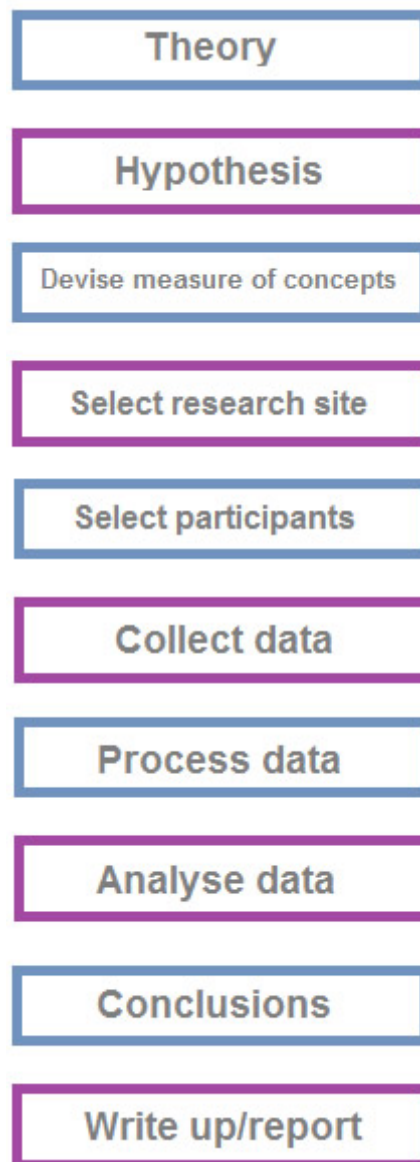 Theory
Hypothesis
Devise measure of concepts
Select research site
Select participants
Collect data
Process data
Analyse data
Conclusions
Write up/report